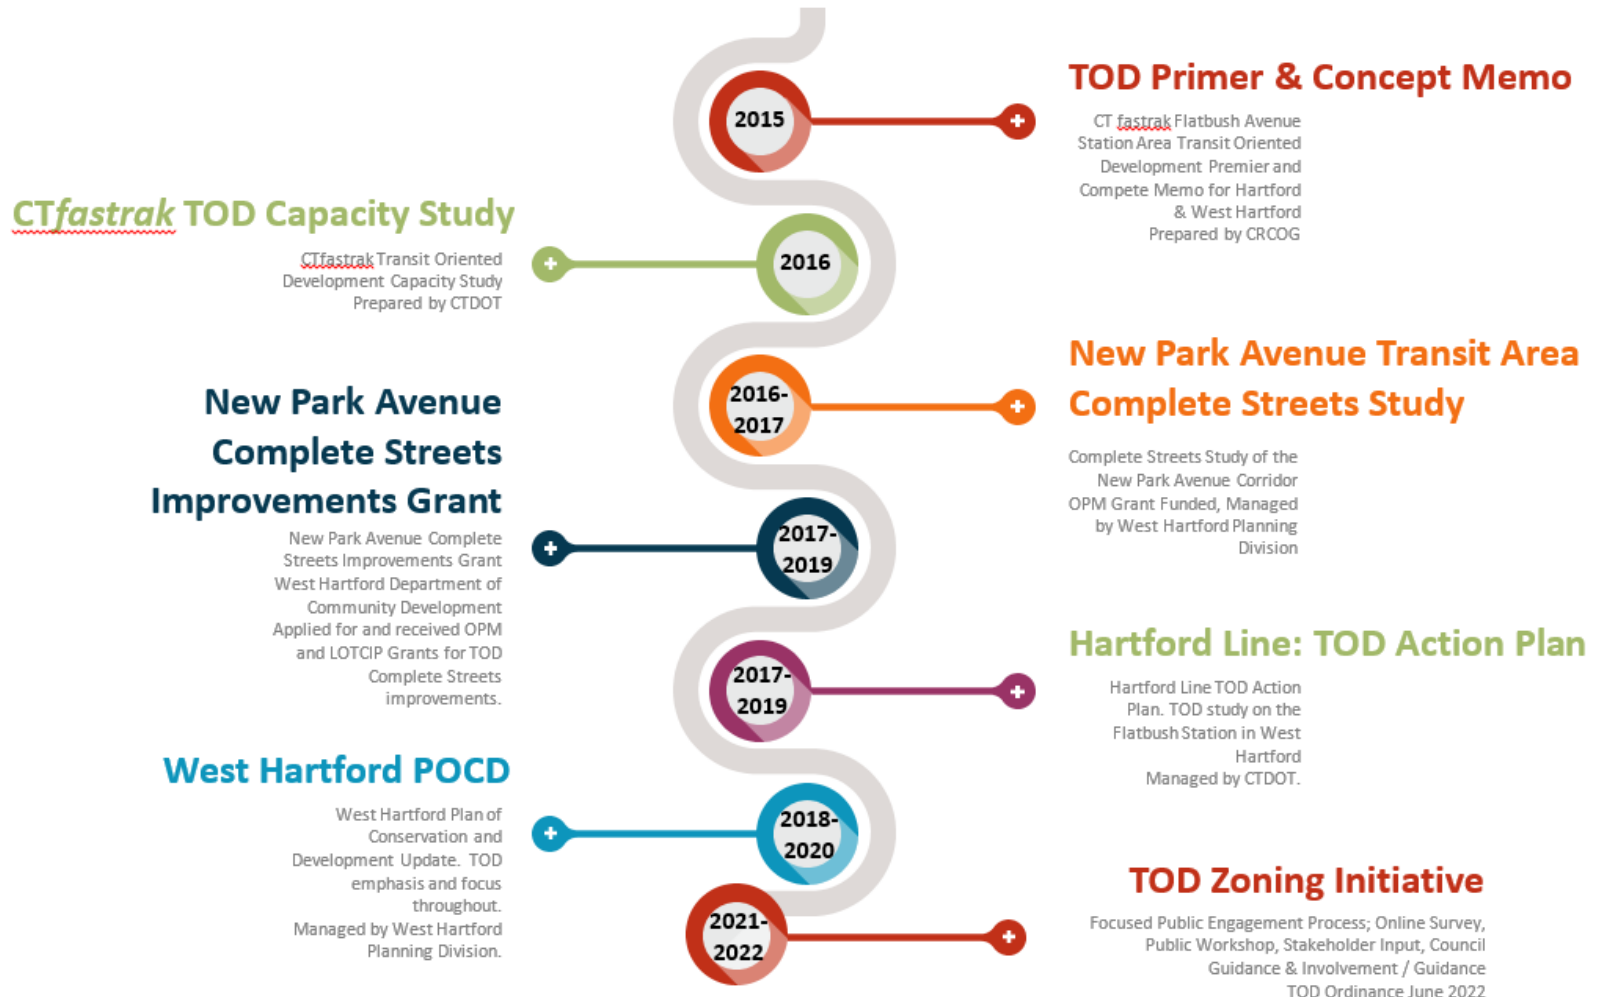 2015
TOD Primer & Concept Memo
CT fastrak Flatbush Avenue
Station Area Transit Oriented
Development Premier and
Compete Memo for Hartford
& West Hartford
Prepared by CRCOG
CTfastrak TOD Capacity Study
CTfastrak Transit Oriented
Development Capacity Study
Prepared by CTDOT
2016
2016-
2017
New Park Avenue Transit Area
Complete Streets Study
Complete Streets Study of the
New Park Avenue Corridor
OPM Grant Funded, Managed
by West Hartford Planning
Division
New Park Avenue
Complete Streets
Improvements Grant
New Park Avenue Complete
Streets Improvements Grant
West Hartford Department of
Community Development
Applied for and received OPM
and LOTCIP Grants for TOD
Complete Streets
improvements.
2017-
2019
2017-
2019
Hartford Line: TOD Action Plan
Hartford Line TOD Action
Plan. TOD study on the
Flatbush Station in West
Hartford
Managed by CTDOT.
West Hartford POCD
West Hartford Plan of
Conservation and
Development Update. TOD
emphasis and focus
throughout.
Managed by West Hartford
Planning Division.
2018-
2020
2021-
2022
TOD Zoning Initiative
Focused Public Engagement Process; Online Survey,
Public Workshop, Stakeholder Input, Council
Guidance & Involvement / Guidance
TOD Ordinance June 2022